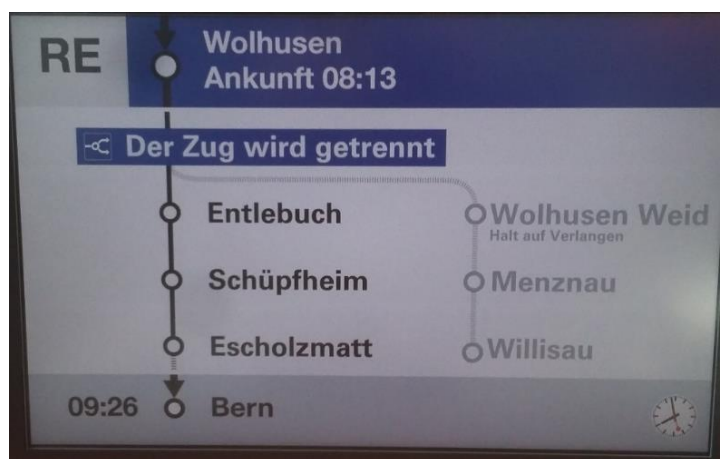 RE
Wolhusen
Ankunft 08:13
Der Zug wird getrennt
Entlebuch
Wolhusen Weid
Halt auf Verlangen
Schüpfheim
Menznau
Escholzmatt
Willisau
09:26 Bern